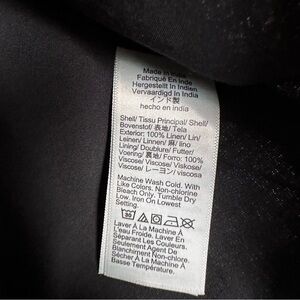 Made in India
Fabriqué En Inde
Hergestellt In Indien
Vervaardigd In India
インド製
hecho en india
Shell/ Tissu Principal/ Shell/
Bovenstof/ 表地/ Tela
Exterior: 100% Linen/ Lin/
Leinen/ Linnen/ 麻/ lino
Lining/ Doublure/ Futter/
Voering/ 裏地/ Forro: 100%
Viscose/ Viscose/ Viskose/
Viscose/ レーヨン/ viscosa
Machine Wash Cold. With
Like Colors. Non-chlorine
Bleach Only. Tumble Dry
Low. Iron On Lowest
Setting.
30
Laver À La Machine À
L'eau Froide. Laver En
Séparant Les Couleurs.
Seulement Agent De
Blanchiment Non-chlore.
Sécher À La Machine À
Basse Température.